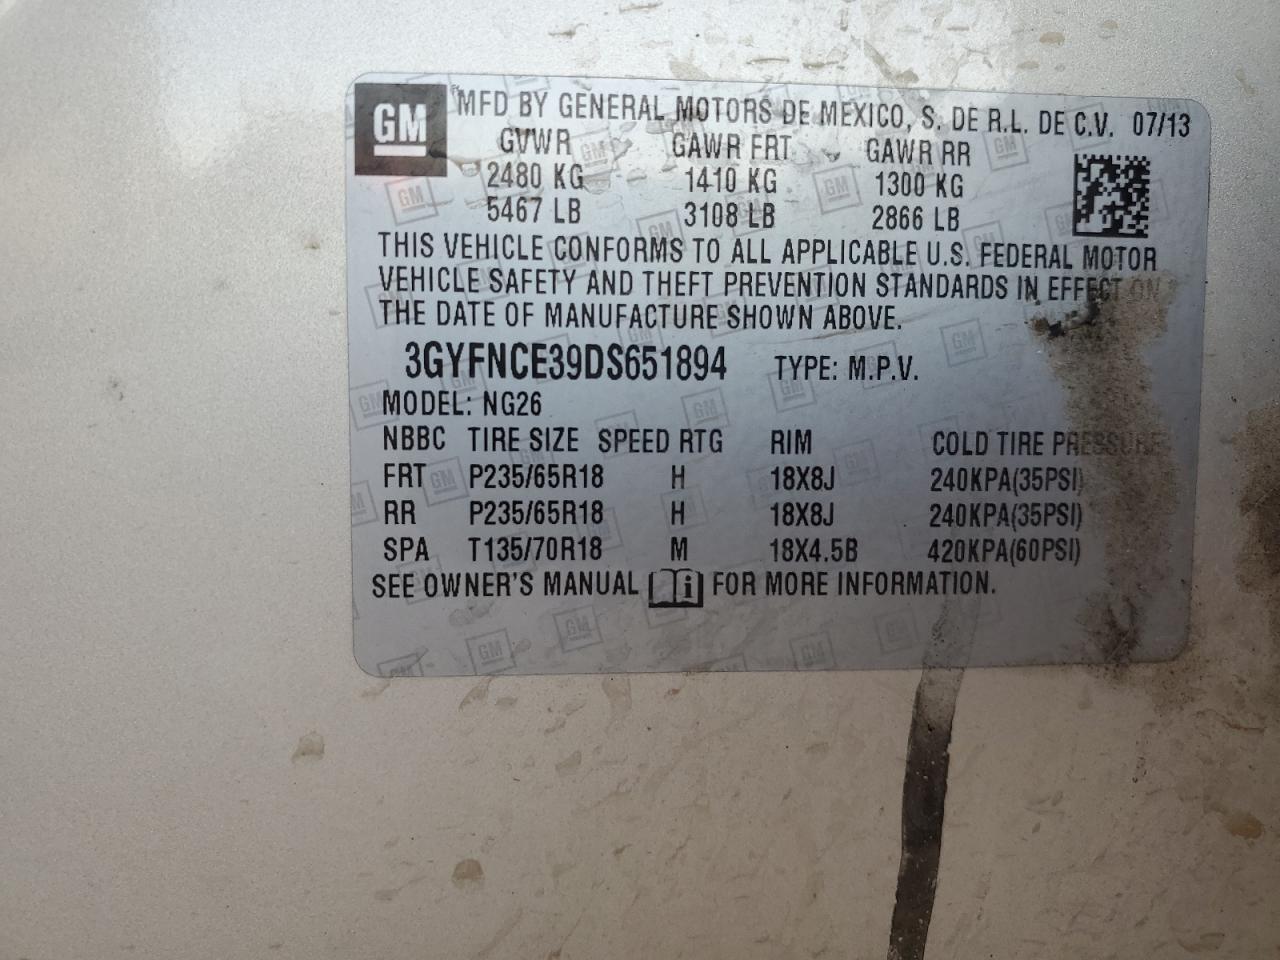 GM MFD BY GENERAL MOTORS DE MEXICO, S. DE R.L. DE C.V. 07/13
GVWR GAWR FRT GAWR RR
2480 KG 1410 KG 1300 KG
5467 LB 3108 LB 2866 LB
THIS VEHICLE CONFORMS TO ALL APPLICABLE U.S. FEDERAL MOTOR
VEHICLE SAFETY AND THEFT PREVENTION STANDARDS IN EFFECT ON
THE DATE OF MANUFACTURE SHOWN ABOVE.
3GYFNCE39DS651894 TYPE: M.P.V.
MODEL: NG26
NBBC TIRE SIZE SPEED RTG RIM COLD TIRE PRESSURE
FRT P235/65R18 H 18X8J 240KPA(35PSI)
RR P235/65R18 H 18X8J 240KPA(35PSI)
SPA T135/70R18 M 18X4.5B 420KPA(60PSI)
SEE OWNER'S MANUAL FOR MORE INFORMATION.